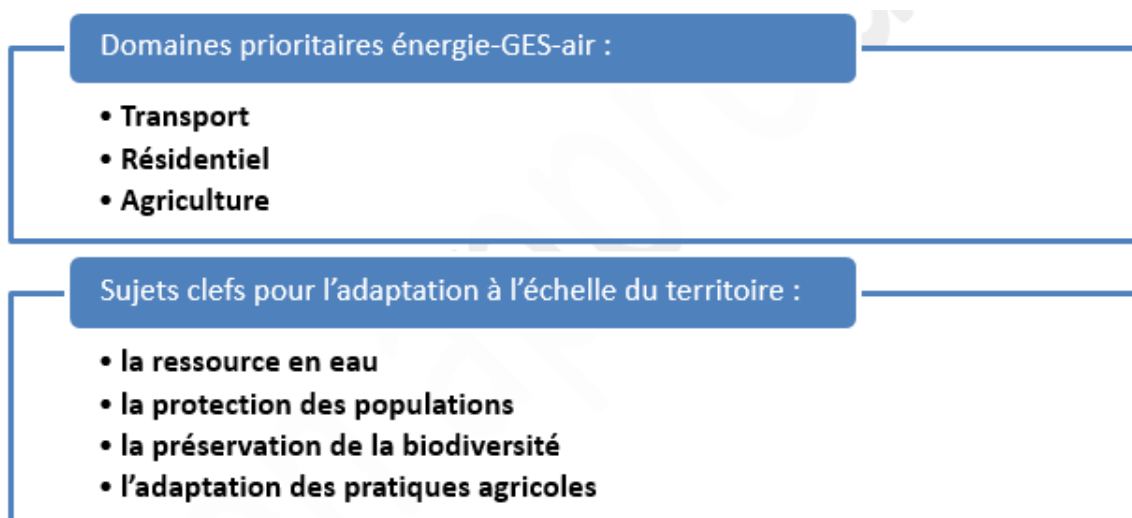 Domaines prioritaires énergie-GES-air :
• Transport
• Résidentiel
• Agriculture
Sujets clefs pour l’adaptation à l’échelle du territoire :
• la ressource en eau
• la protection des populations
• la préservation de la biodiversité
• l’adaptation des pratiques agricoles